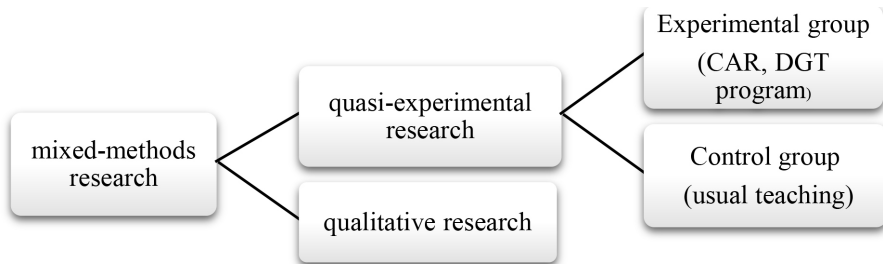 mixed-methods
research
quasi-experimental
research
qualitative research
Experimental group
(CAR, DGT
program)
Control group
(usual teaching)